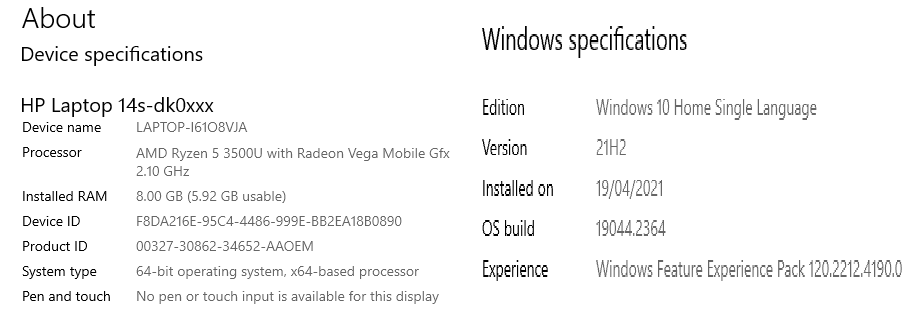 About
Device specifications
HP Laptop 14s-dk0xxx
Device name LAPTOP-I61O8VJA
Processor AMD Ryzen 5 3500U with Radeon Vega Mobile Gfx
2.10 GHz
Installed RAM 8.00 GB (5.92 GB usable)
Device ID F8DA216E-95C4-4486-999E-BB2EA18B0890
Product ID 00327-30862-34652-AAOEM
System type 64-bit operating system, x64-based processor
Pen and touch No pen or touch input is available for this display
Windows specifications
Edition Windows 10 Home Single Language
Version 21H2
Installed on 19/04/2021
OS build 19044.2364
Experience Windows Feature Experience Pack 120.2212.4190.0